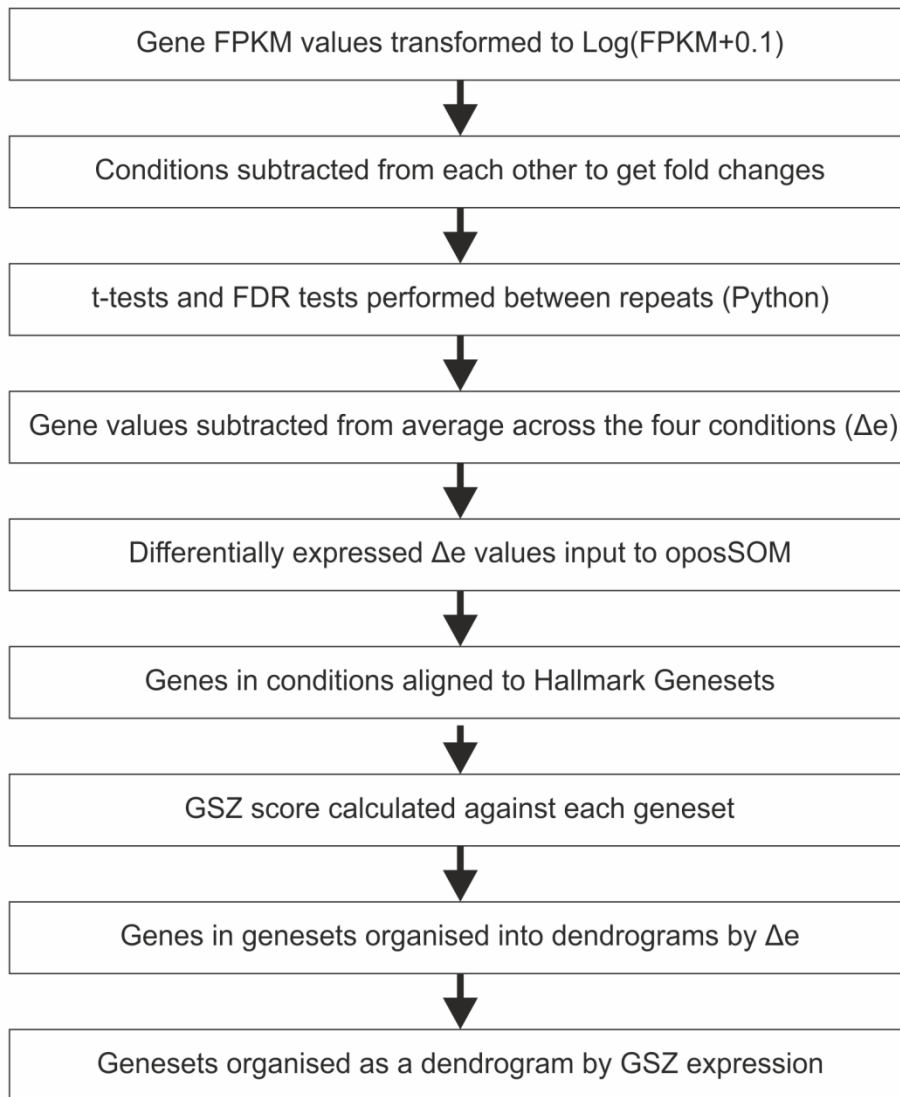 Gene FPKM values transformed to Log(FPKM+0.1)
Conditions subtracted from each other to get fold changes
t-tests and FDR tests performed between repeats (Python)
Gene values subtracted from average across the four conditions (Δe)
Differentially expressed Δe values input to oposSOM
Genes in conditions aligned to Hallmark Genesets
GSZ score calculated against each geneset
Genes in genesets organised into dendrograms by Δe
Genesets organised as a dendrogram by GSZ expression